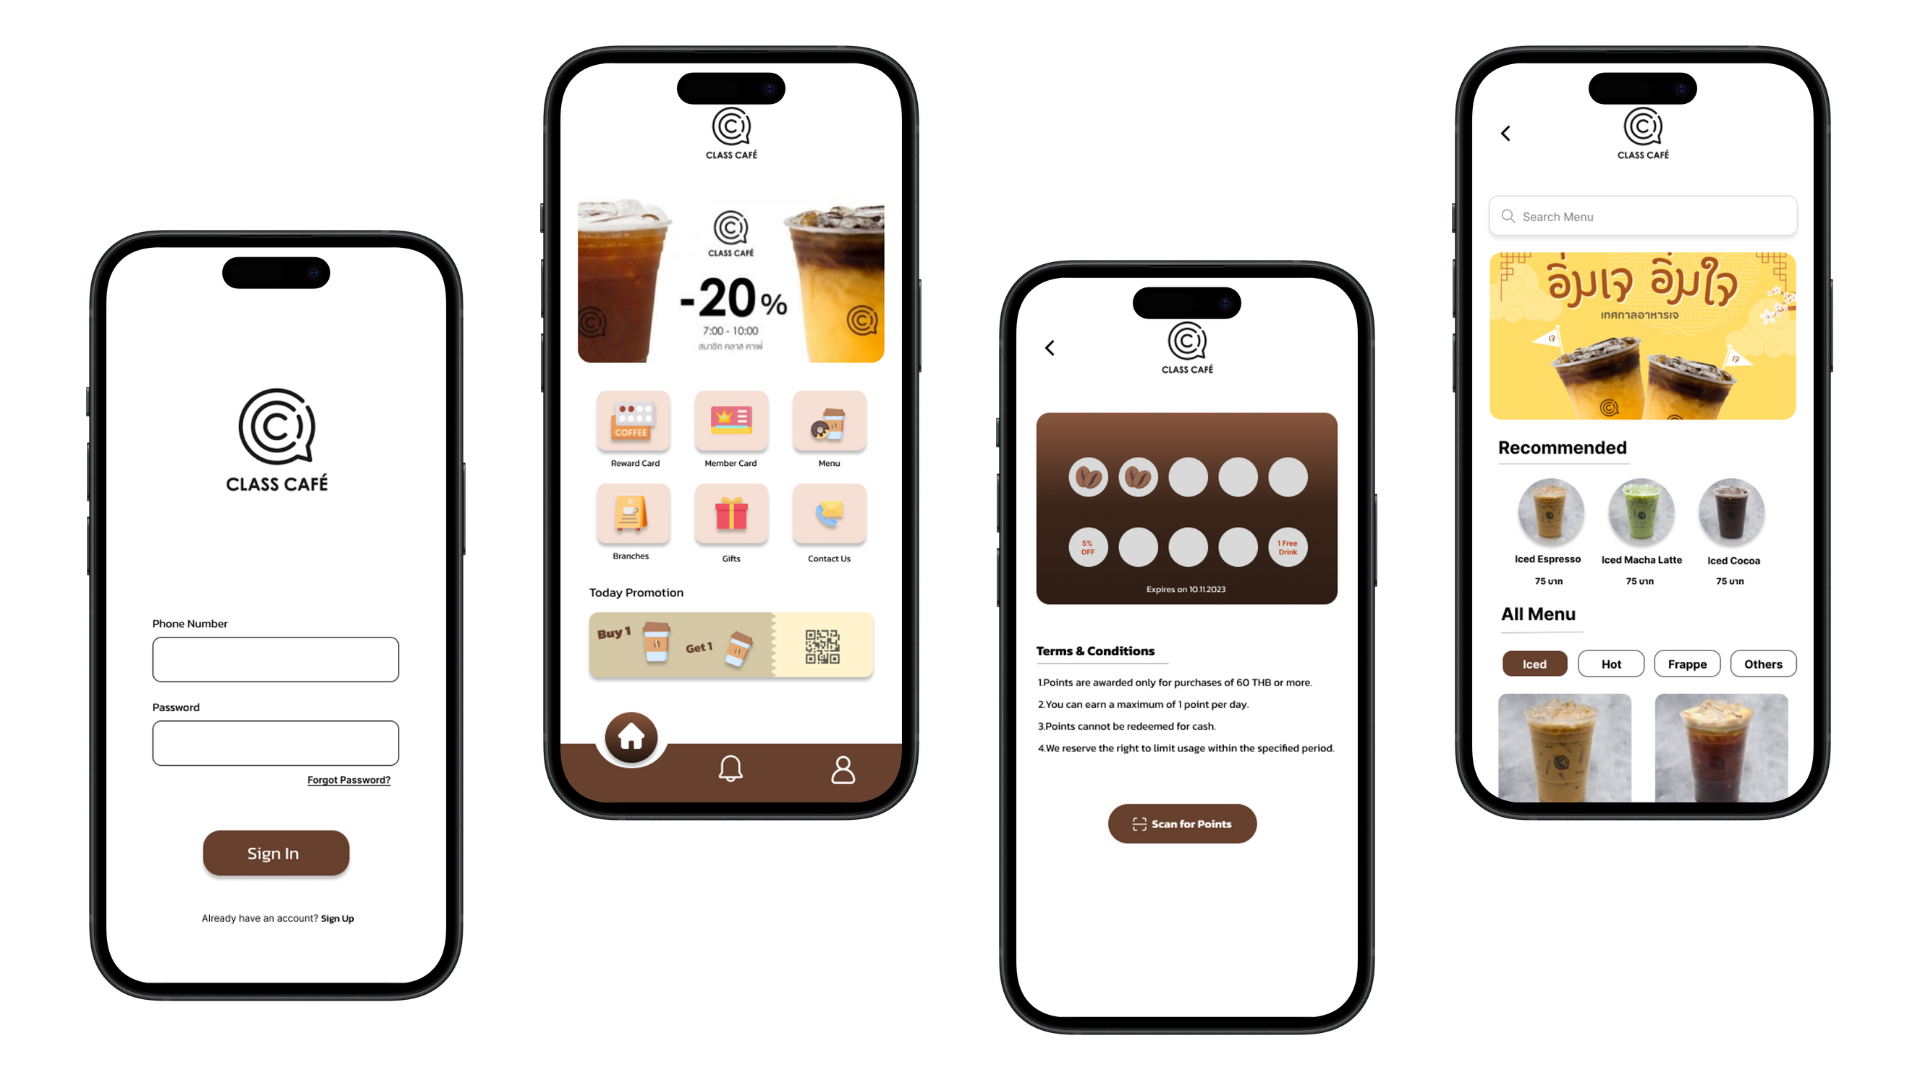 CLASS CAFÉ
Phone Number
Password
Forgot Password?
Sign In
Already have an account? Sign Up
CLASS CAFÉ
CLASS CAFÉ
-20%
7:00 - 10:00
สมาชิก คลาส คาเฟ่
COFFEE
Reward Card
Member Card
Menu
Branches
Gifts
Contact Us
Today Promotion
Buy 1
Get 1
CLASS CAFÉ
5%
OFF
1 Free
Drink
Expires on 10.11.2023
Terms & Conditions
1.Points are awarded only for purchases of 60 THB or more.
2.You can earn a maximum of 1 point per day.
3.Points cannot be redeemed for cash.
4.We reserve the right to limit usage within the specified period.
Scan for Points
CLASS CAFÉ
Search Menu
อิ่มเจ อิ่มใจ
เทศกาลอาหารเจ
เจ
เจ
Recommended
Iced Espresso
Iced Macha Latte
Iced Cocoa
75 บาท
75 บาท
75 บาท
All Menu
Iced
Hot
Frappe
Others